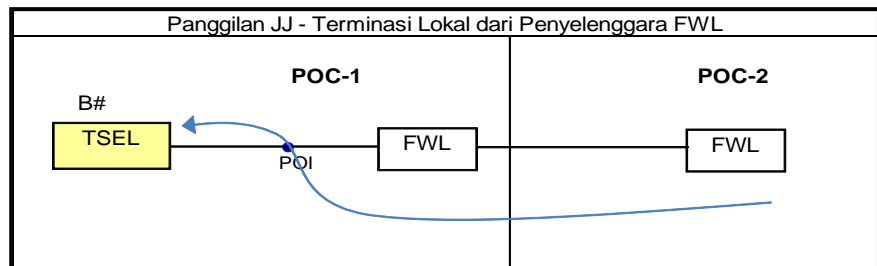 Panggilan JJ - Terminasi Lokal dari Penyelenggara FWL
POC-1
POC-2
B#
TSEL
POI
FWL
FWL